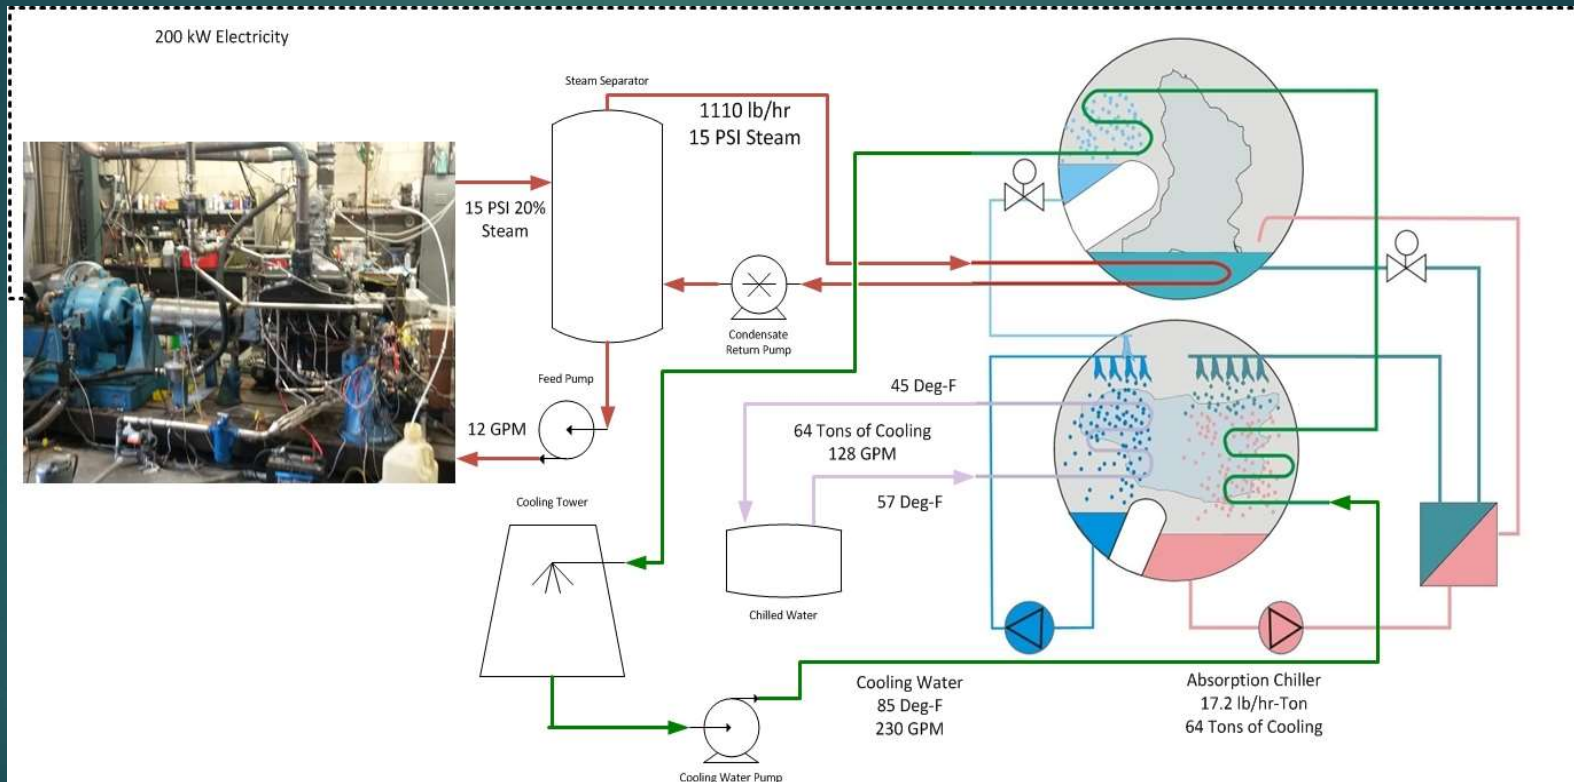 200 kW Electricity
Steam Separator
1110 lb/hr
15 PSI Steam
15 PSI 20%
Steam
Condensate
Return Pump
Feed Pump
12 GPM
45 Deg-F
64 Tons of Cooling
128 GPM
57 Deg-F
Cooling Tower
Chilled Water
Cooling Water
85 Deg-F
230 GPM
Absorption Chiller
17.2 lb/hr-Ton
64 Tons of Cooling
Cooling Water Pump